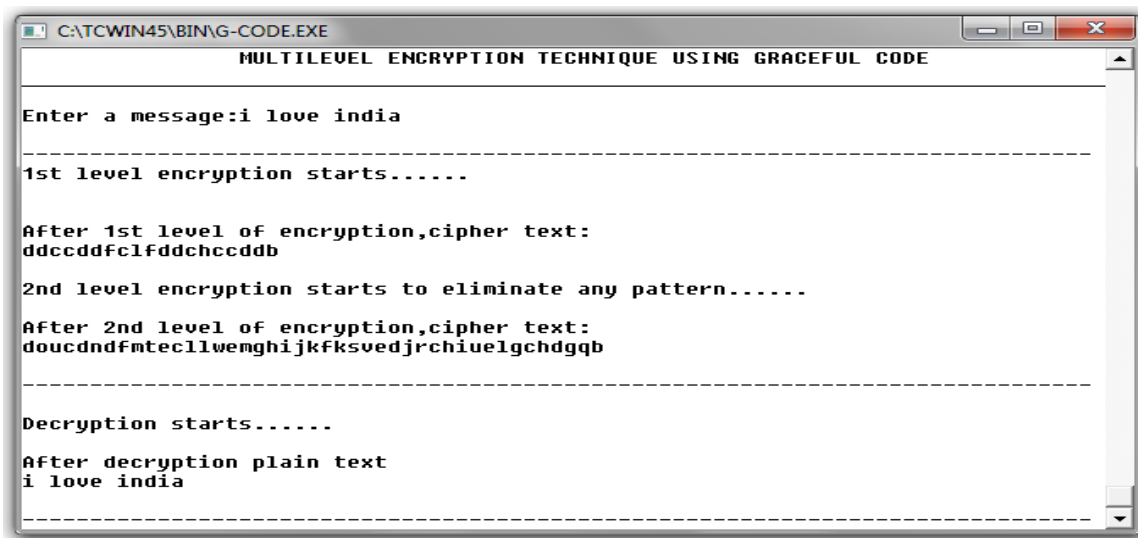 C:\TCWIN45\BIN\G-CODE.EXE
MULTILEVEL ENCRYPTION TECHNIQUE USING GRACEFUL CODE
Enter a message:i love india
--------------------------------------------------------------------------------
1st level encryption starts......
After 1st level of encryption,cipher text:
ddccddfclfddchccddb
2nd level encryption starts to eliminate any pattern......
After 2nd level of encryption,cipher text:
doucdndfmtecllwemghijkfksvedjrchiuelgchdgqb
--------------------------------------------------------------------------------
Decryption starts......
After decryption plain text
i love india
--------------------------------------------------------------------------------